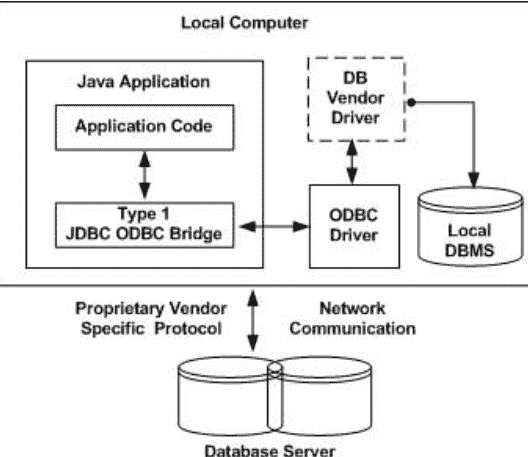 Local Computer
Java Application
Application Code
Type 1
JDBC ODBC Bridge
DB
Vendor
Driver
ODBC
Driver
Local
DBMS
Proprietary Vendor
Specific Protocol
Network
Communication
Database Server